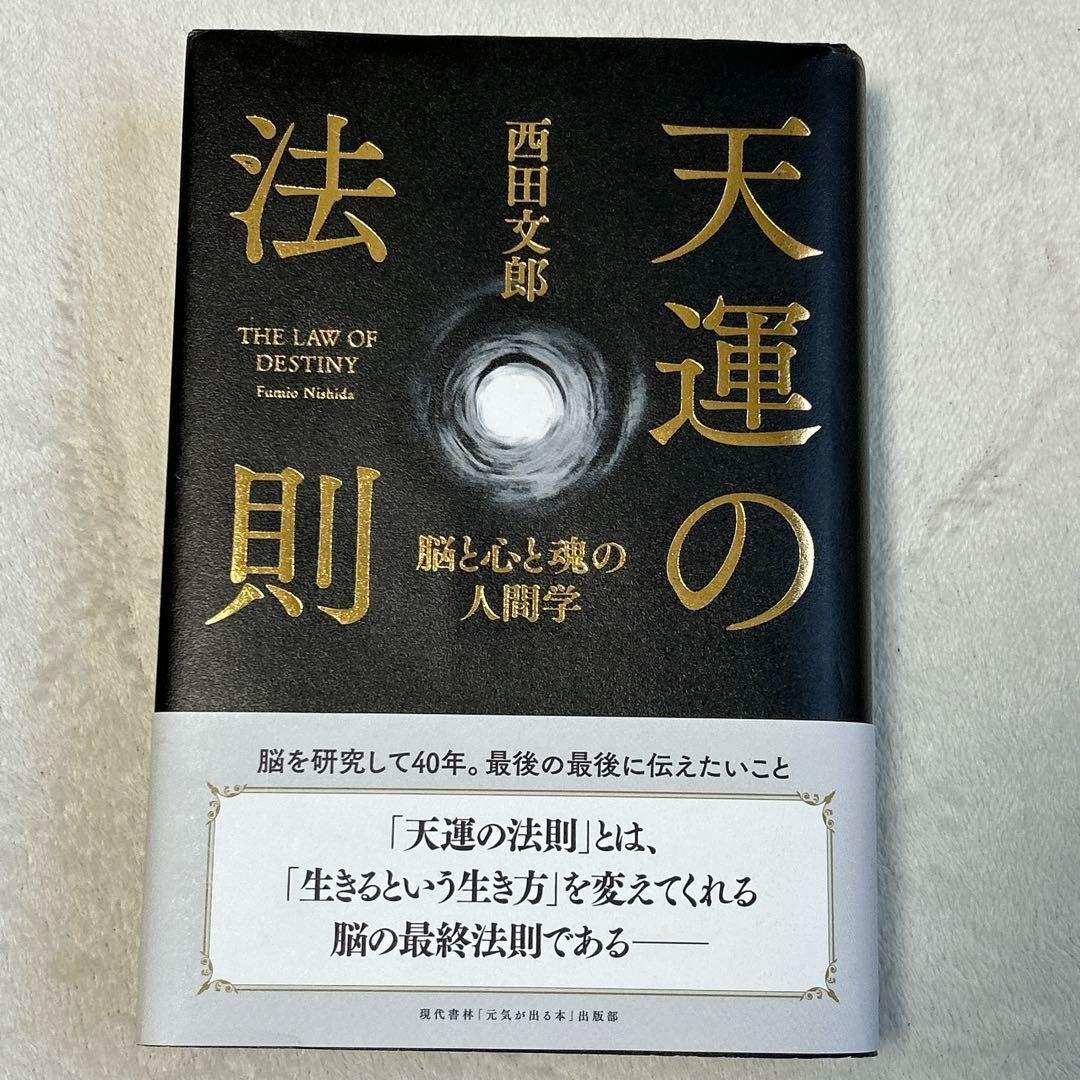 天運の
法則
西田文郎
THE LAW OF
DESTINY
Fumio Nishida
脳と心と魂の
人間学
脳を研究して40年。最後の最後に伝えたいこと
「天運の法則」とは、
「生きるという生き方」を変えてくれる
脳の最終法則である――
現代書林「元気が出る本」出版部